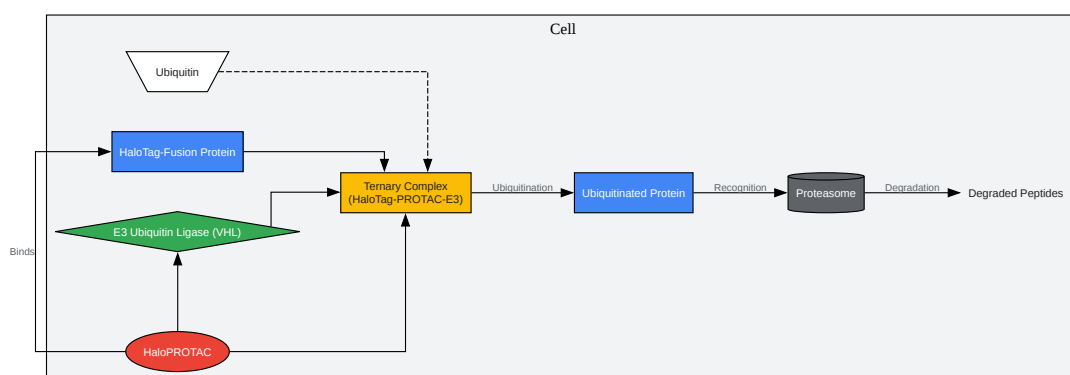 Cell
Ubiquitin
HaloTag-Fusion Protein
Ternary Complex
(HaloTag-PROTAC-E3)
Ubiquitination
Ubiquitinated Protein
Recognition
Proteasome
Degradation
Degraded Peptides
E3 Ubiquitin Ligase (VHL)
Binds
HaloPROTAC